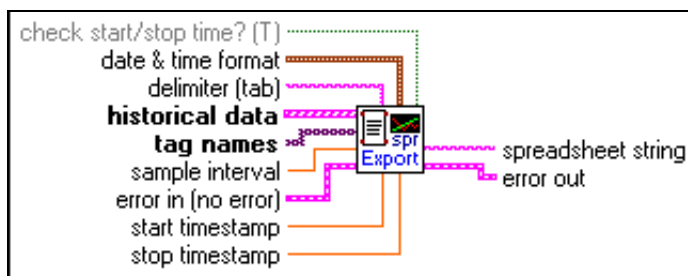 check start/stop time? (T)
date & time format
delimiter (tab)
historical data
tag names
sample interval
error in (no error)
start timestamp
stop timestamp
spr
Export
spreadsheet string
error out